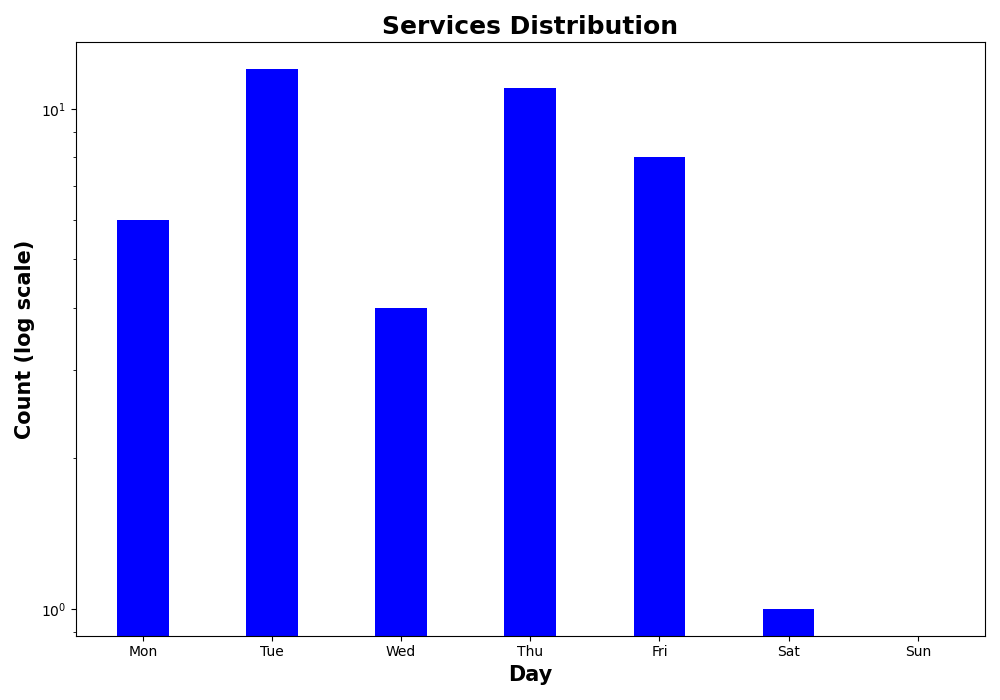 Services Distribution
Count (log scale)
10¹
10⁰
Mon Tue Wed Thu Fri Sat Sun
Day